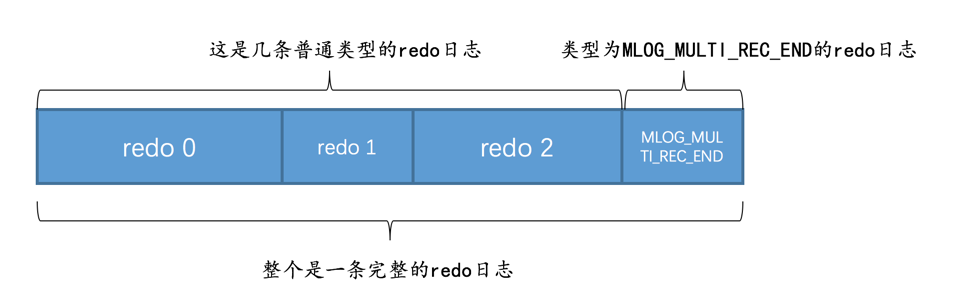 这是几条普通类型的redo日志
类型为MLOG_MULTI_REC_END的redo日志
redo 0
redo 1
redo 2
MLOG_MUL
TI_REC_END
整个是一条完整的redo日志